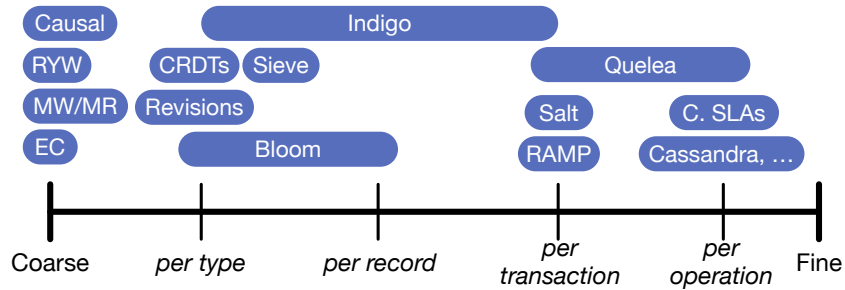 Causal
Indigo
RYW
CRDTs
Sieve
Quelea
MW/MR
Revisions
Salt
C. SLAs
EC
Bloom
RAMP
Cassandra, …
Coarse
per type
per record
per
transaction
per
operation
Fine